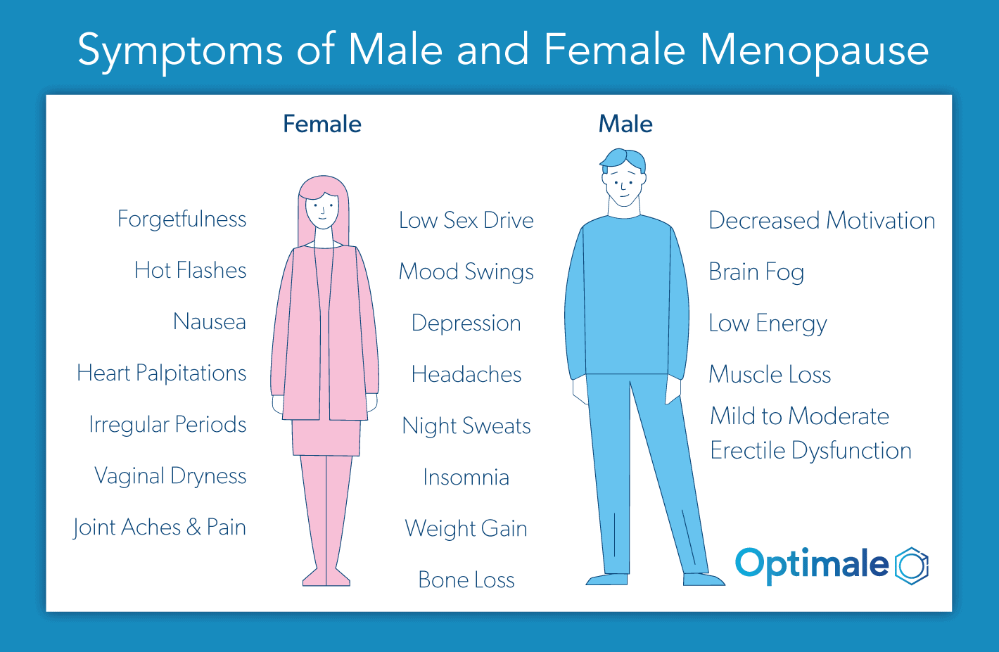 Symptoms of Male and Female Menopause
Female
Forgetfulness
Hot Flashes
Nausea
Heart Palpitations
Irregular Periods
Vaginal Dryness
Joint Aches & Pain
Low Sex Drive
Mood Swings
Depression
Headaches
Night Sweats
Insomnia
Weight Gain
Bone Loss
Male
Decreased Motivation
Brain Fog
Low Energy
Muscle Loss
Mild to Moderate
Erectile Dysfunction
Optimale